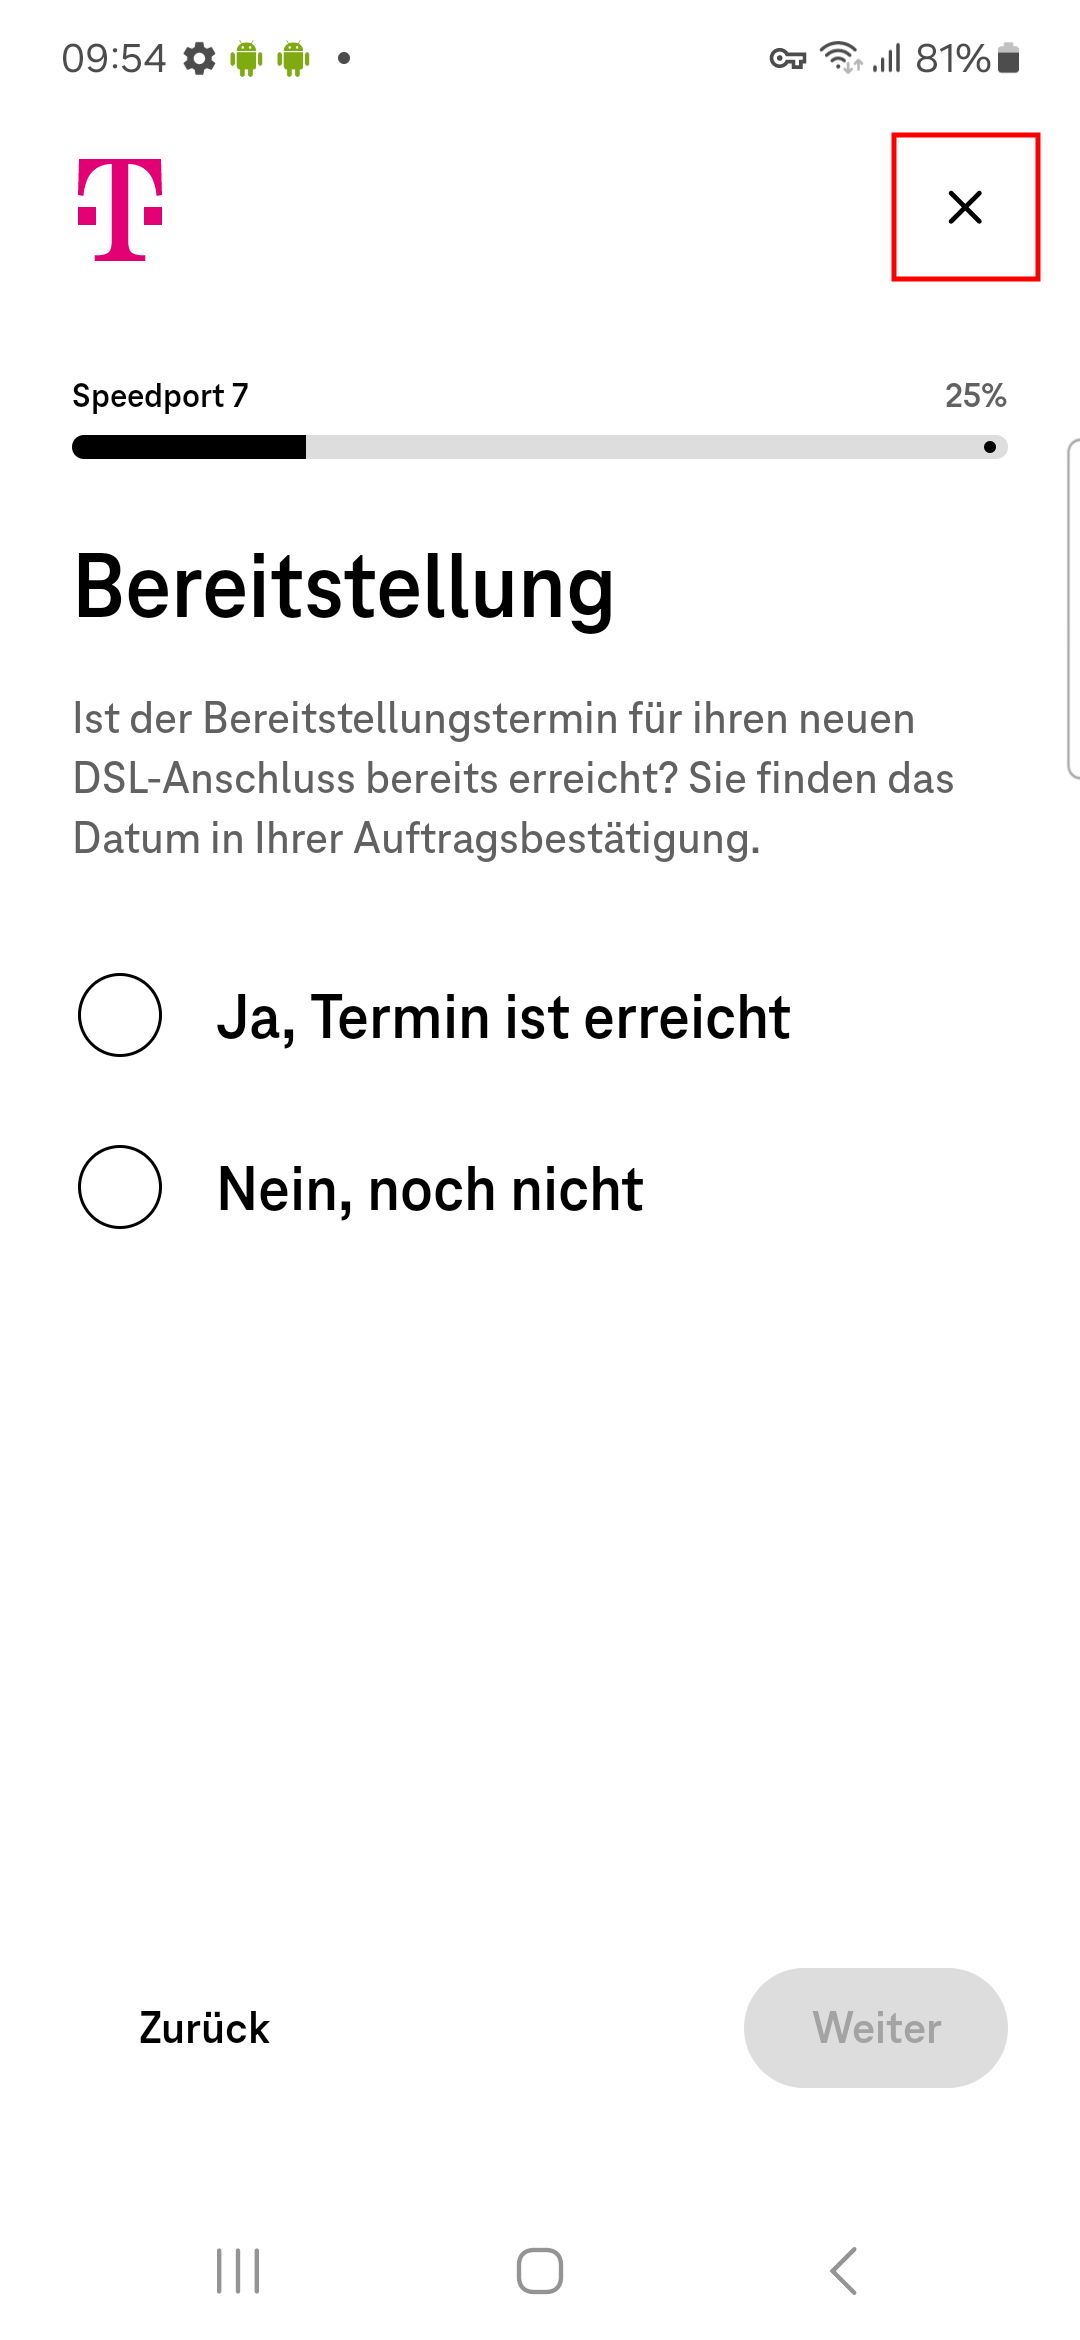 09:54
81%
T
Speedport 7
25%
Bereitstellung
Ist der Bereitstellungstermin für ihren neuen
DSL-Anschluss bereits erreicht? Sie finden das
Datum in Ihrer Auftragsbestätigung.
Ja, Termin ist erreicht
Nein, noch nicht
Zurück
Weiter